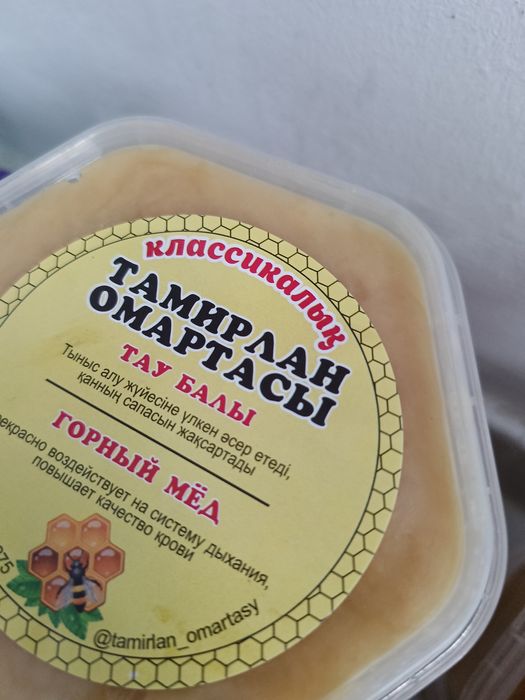 классикалық
ТАМИРЛАН
ОМАРТАСЫ
ТАУ БАЛЫ
Тыныс алу жүйесіне үлкен әсер етеді,
қанның сапасын жақсартады
ГОРНЫЙ МЁД
воздействует на систему дыхания,
повышает качество крови
@tamirlan_omartasy